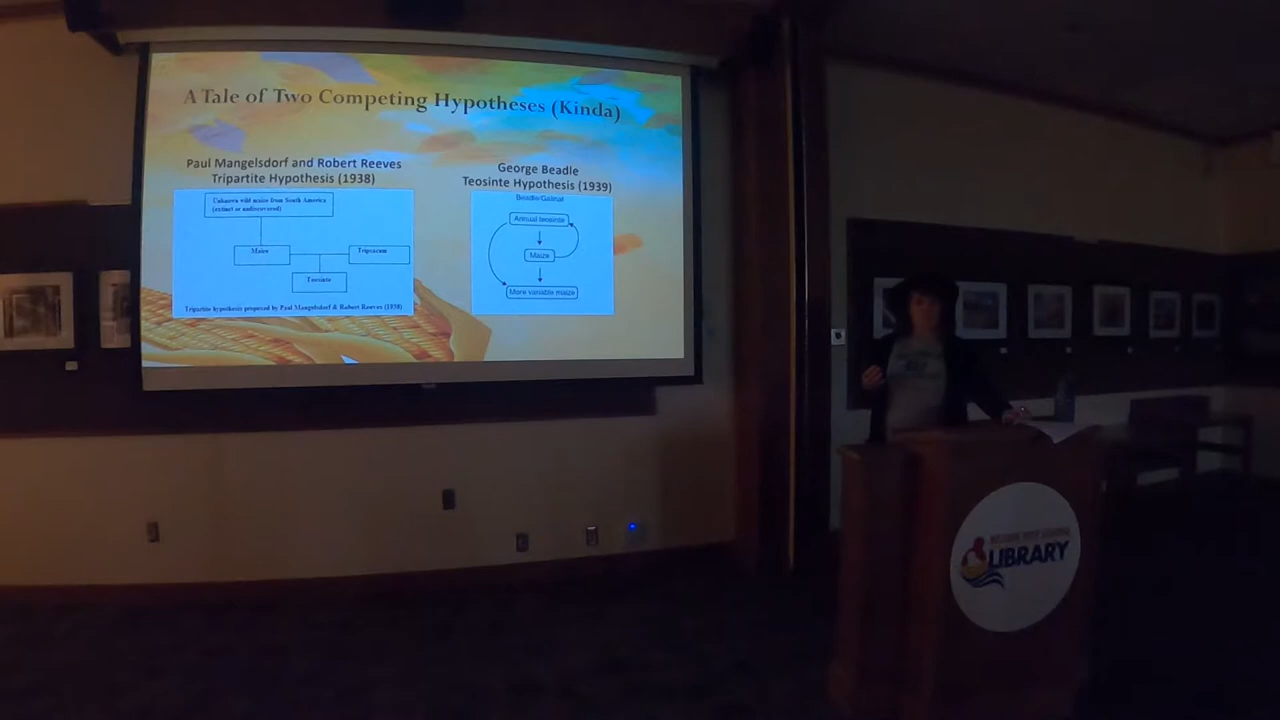 A Tale of Two Competing Hypotheses (Kinda)
Paul Mangelsdorf and Robert Reeves
Tripartite Hypothesis (1938)
Unknown wild maize from South America
(extinct or undiscovered)
Maize
Tripsacum
Teosinte
Tripartite hypothesis proposed by Paul Mangelsdorf & Robert Reeves (1938)
George Beadle
Teosinte Hypothesis (1939)
Beadle/Galinat
Annual teosinte
Maize
More variable maize
LIBRARY